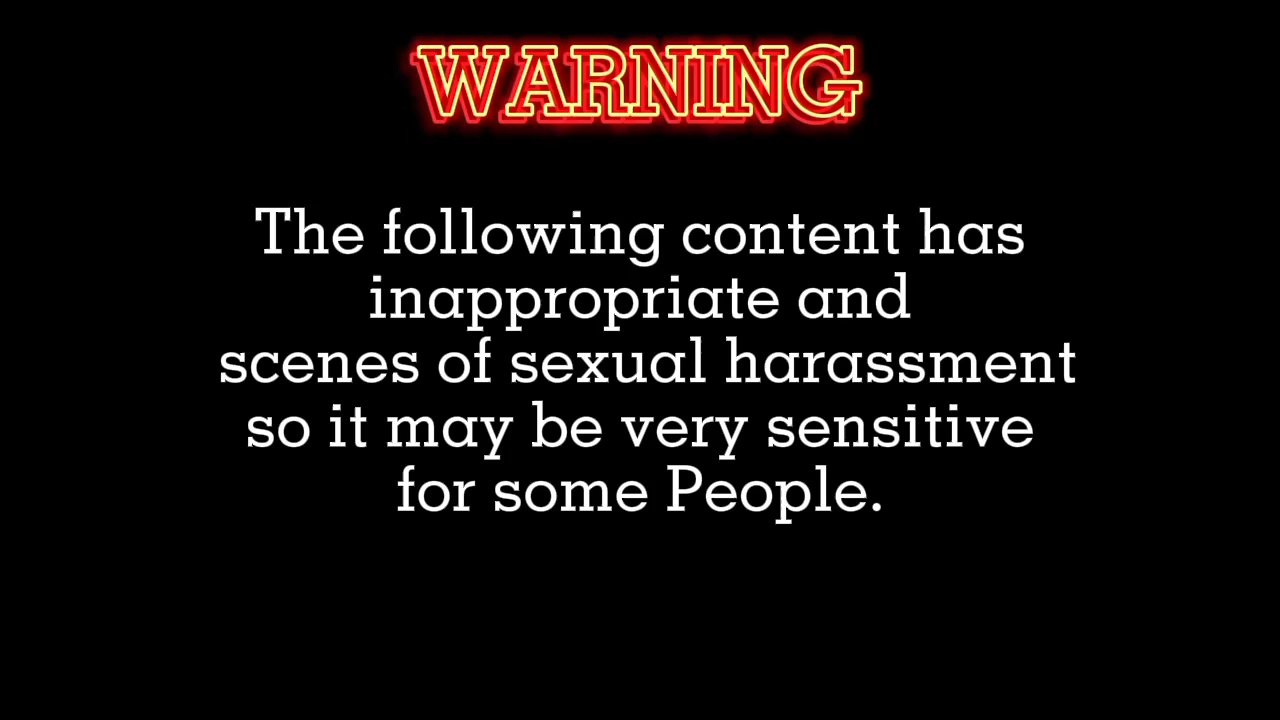 WARNING
The following content has
inappropriate and
scenes of sexual harassment
so it may be very sensitive
for some People.